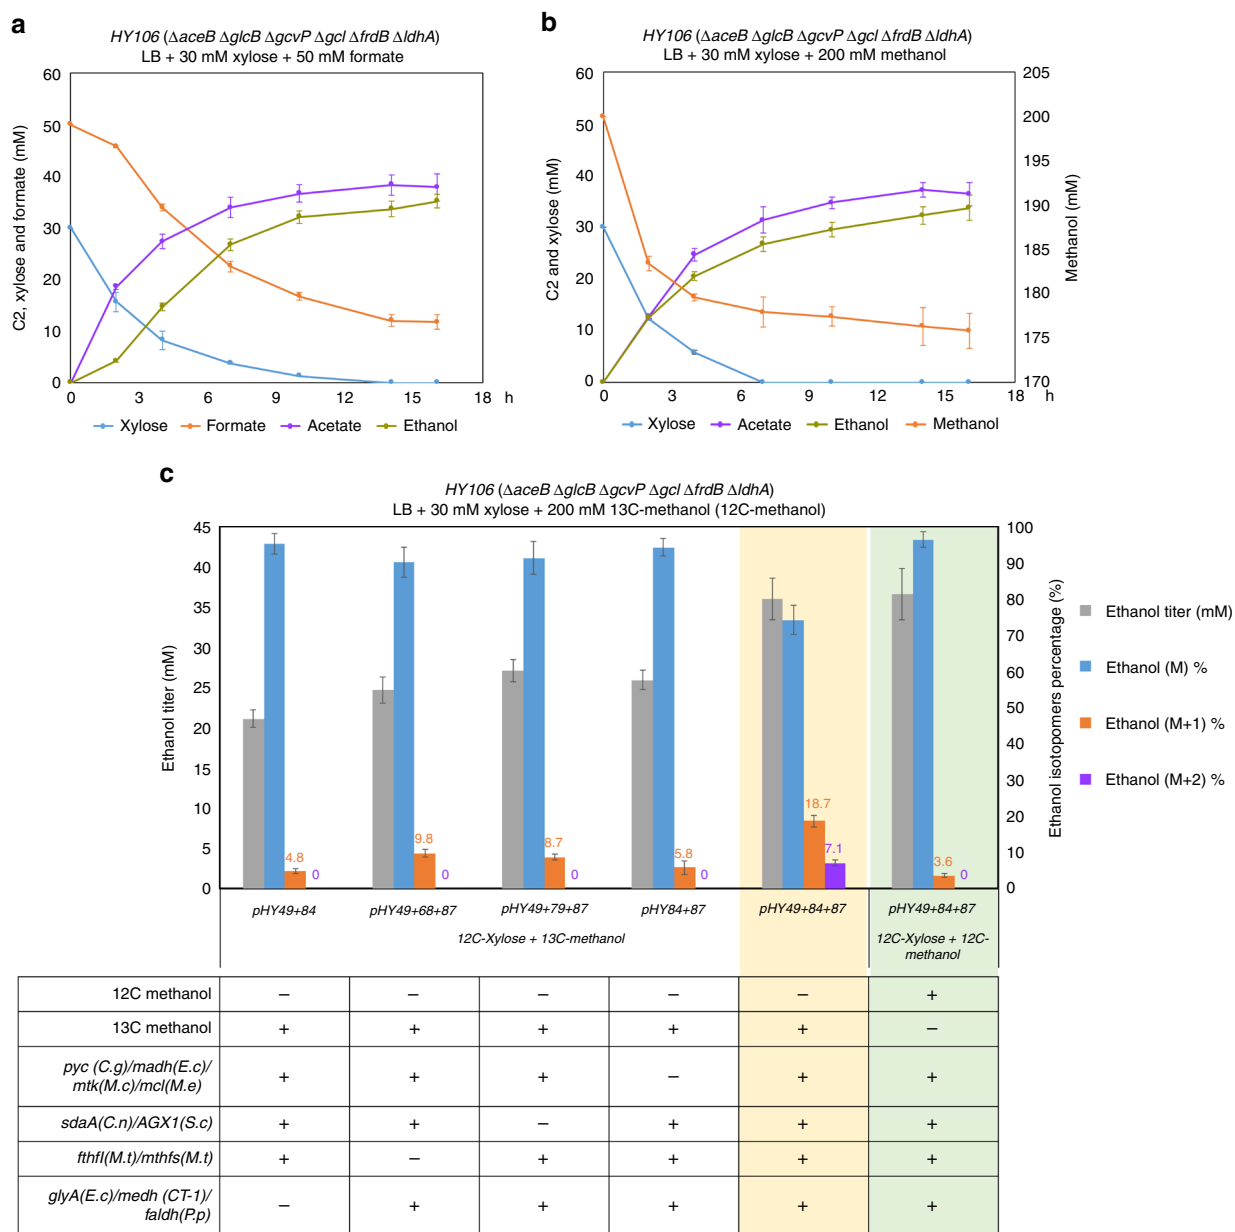 a
HY106 (ΔaceB ΔglcB ΔgcvP Δgcl ΔfrdB ΔldhA)
LB + 30 mM xylose + 50 mM formate
C2, xylose and formate (mM)
60
50
40
30
20
10
0
0 3 6 9 12 15 18 h
Xylose Formate Acetate Ethanol
b
HY106 (ΔaceB ΔglcB ΔgcvP Δgcl ΔfrdB ΔldhA)
LB + 30 mM xylose + 200 mM methanol
C2 and xylose (mM)
60
50
40
30
20
10
0
205
200
195
190
185
180
175
170
Methanol (mM)
0 3 6 9 12 15 18 h
Xylose Acetate Ethanol Methanol
c
HY106 (ΔaceB ΔglcB ΔgcvP Δgcl ΔfrdB ΔldhA)
LB + 30 mM xylose + 200 mM 13C-methanol (12C-methanol)
Ethanol titer (mM)
45
40
35
30
25
20
15
10
5
0
4.8 0
9.8 0
8.7 0
5.8 0
18.7 7.1
3.6 0
100
90
80
70
60
50
40
30
20
10
0
Ethanol isotopomers percentage (%)
Ethanol titer (mM)
Ethanol (M) %
Ethanol (M+1) %
Ethanol (M+2) %
pHY49+84 pHY49+68+87 pHY49+79+87 pHY84+87 pHY49+84+87 pHY49+84+87
12C-Xylose + 13C-methanol
12C-Xylose + 12C-
methanol
12C methanol − − − − − +
13C methanol + + + + + −
pyc (C.g)/madh(E.c)/
mtk(M.c)/mcl(M.e) + + + − + +
sdaA(C.n)/AGX1(S.c) + + − + + +
fthfl(M.t)/mthfs(M.t) + − + + + +
glyA(E.c)/medh (CT-1)/
faldh(P.p) − + + + + +